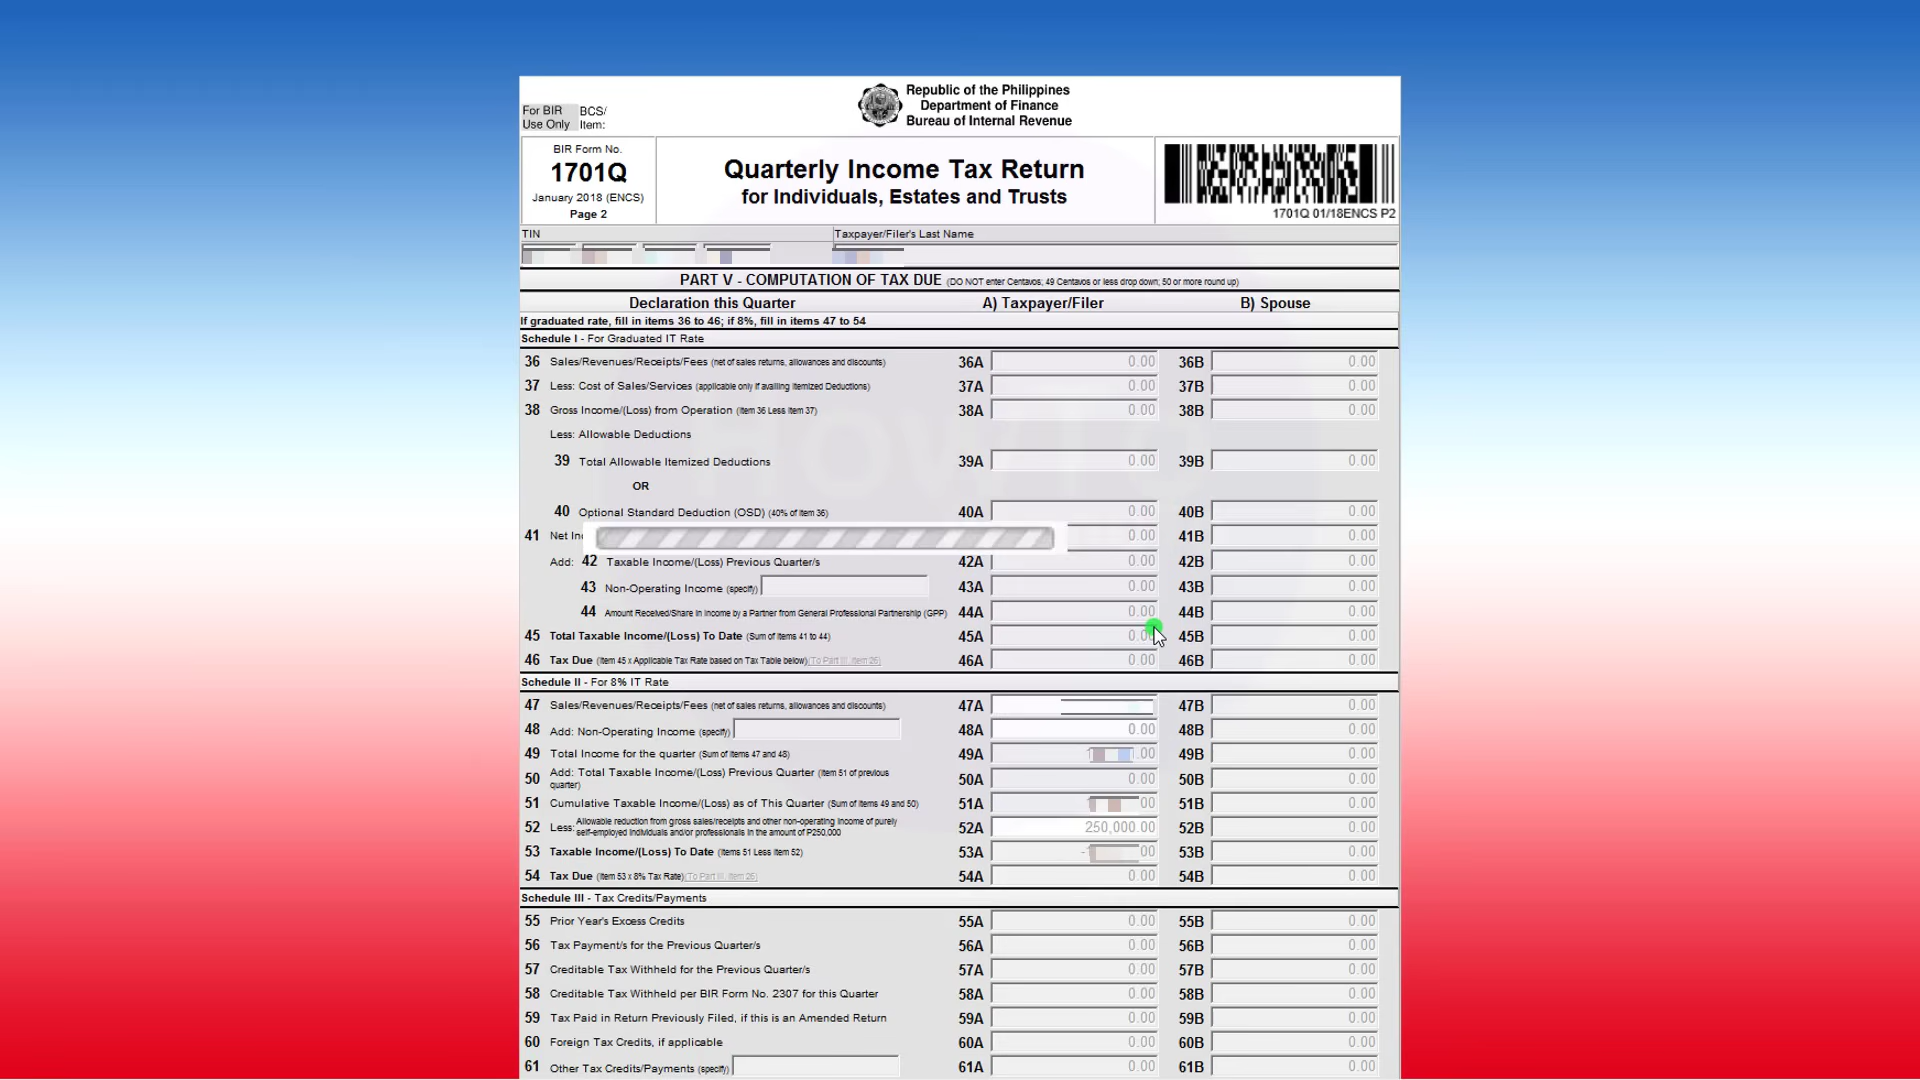 Republic of the Philippines
Department of Finance
Bureau of Internal Revenue
For BIR Use Only
BCS/ Item:
BIR Form No.
1701Q
January 2018 (ENCS)
Page 2
Quarterly Income Tax Return
for Individuals, Estates and Trusts
1701Q 01/18ENCS P2
TIN Taxpayer/Filer's Last Name
PART V - COMPUTATION OF TAX DUE (DO NOT enter Centavos; 49 Centavos or less drop down; 50 or more round up)
Declaration this Quarter A) Taxpayer/Filer B) Spouse
If graduated rate, fill in items 36 to 46; if 8%, fill in items 47 to 54
Schedule I - For Graduated IT Rate
36 Sales/Revenues/Receipts/Fees (net of sales returns, allowances and discounts) 36A 0.00 36B 0.00
37 Less: Cost of Sales/Services (applicable only if availing Itemized Deductions) 37A 0.00 37B 0.00
38 Gross Income/(Loss) from Operation (Item 36 Less Item 37) 38A 0.00 38B 0.00
Less: Allowable Deductions
39 Total Allowable Itemized Deductions 39A 0.00 39B 0.00
OR
40 Optional Standard Deduction (OSD) (40% of Item 36) 40A 0.00 40B 0.00
41 Net 0.00 41B 0.00
Add: 42 Taxable Income/(Loss) Previous Quarter/s 42A 0.00 42B 0.00
43 Non-Operating Income (specify) 43A 0.00 43B 0.00
44 Amount Received/Share in Income by a Partner from General Professional Partnership (GPP) 44A 0.00 44B 0.00
45 Total Taxable Income/(Loss) To Date (Sum of Items 41 to 44) 45A 0.00 45B 0.00
46 Tax Due (Item 45 x Applicable Tax Rate based on Tax Table below) (To Part III, Item 26) 46A 0.00 46B 0.00
Schedule II - For 8% IT Rate
47 Sales/Revenues/Receipts/Fees (net of sales returns, allowances and discounts) 47A 47B 0.00
48 Add: Non-Operating Income (specify) 48A 0.00 48B 0.00
49 Total Income for the quarter (Sum of Items 47 and 48) 49A 00 49B 0.00
50 Add: Total Taxable Income/(Loss) Previous Quarter (Item 51 of previous quarter) 50A 0.00 50B 0.00
51 Cumulative Taxable Income/(Loss) as of This Quarter (Sum of Items 49 and 50) 51A 00 51B 0.00
52 Less: Allowable reduction from gross sales/receipts and other non-operating income of purely self-employed individuals and/or professionals in the amount of P250,000 52A 250,000.00 52B 0.00
53 Taxable Income/(Loss) To Date (Items 51 Less Item 52) 53A 00 53B 0.00
54 Tax Due (Item 53 x 8% Tax Rate) (To Part III, Item 26) 54A 0.00 54B 0.00
Schedule III - Tax Credits/Payments
55 Prior Year's Excess Credits 55A 0.00 55B 0.00
56 Tax Payment/s for the Previous Quarter/s 56A 0.00 56B 0.00
57 Creditable Tax Withheld for the Previous Quarter/s 57A 0.00 57B 0.00
58 Creditable Tax Withheld per BIR Form No. 2307 for this Quarter 58A 0.00 58B 0.00
59 Tax Paid in Return Previously Filed, if this is an Amended Return 59A 0.00 59B 0.00
60 Foreign Tax Credits, if applicable 60A 0.00 60B 0.00
61 Other Tax Credits/Payments (specify) 61A 0.00 61B 0.00
HowTo